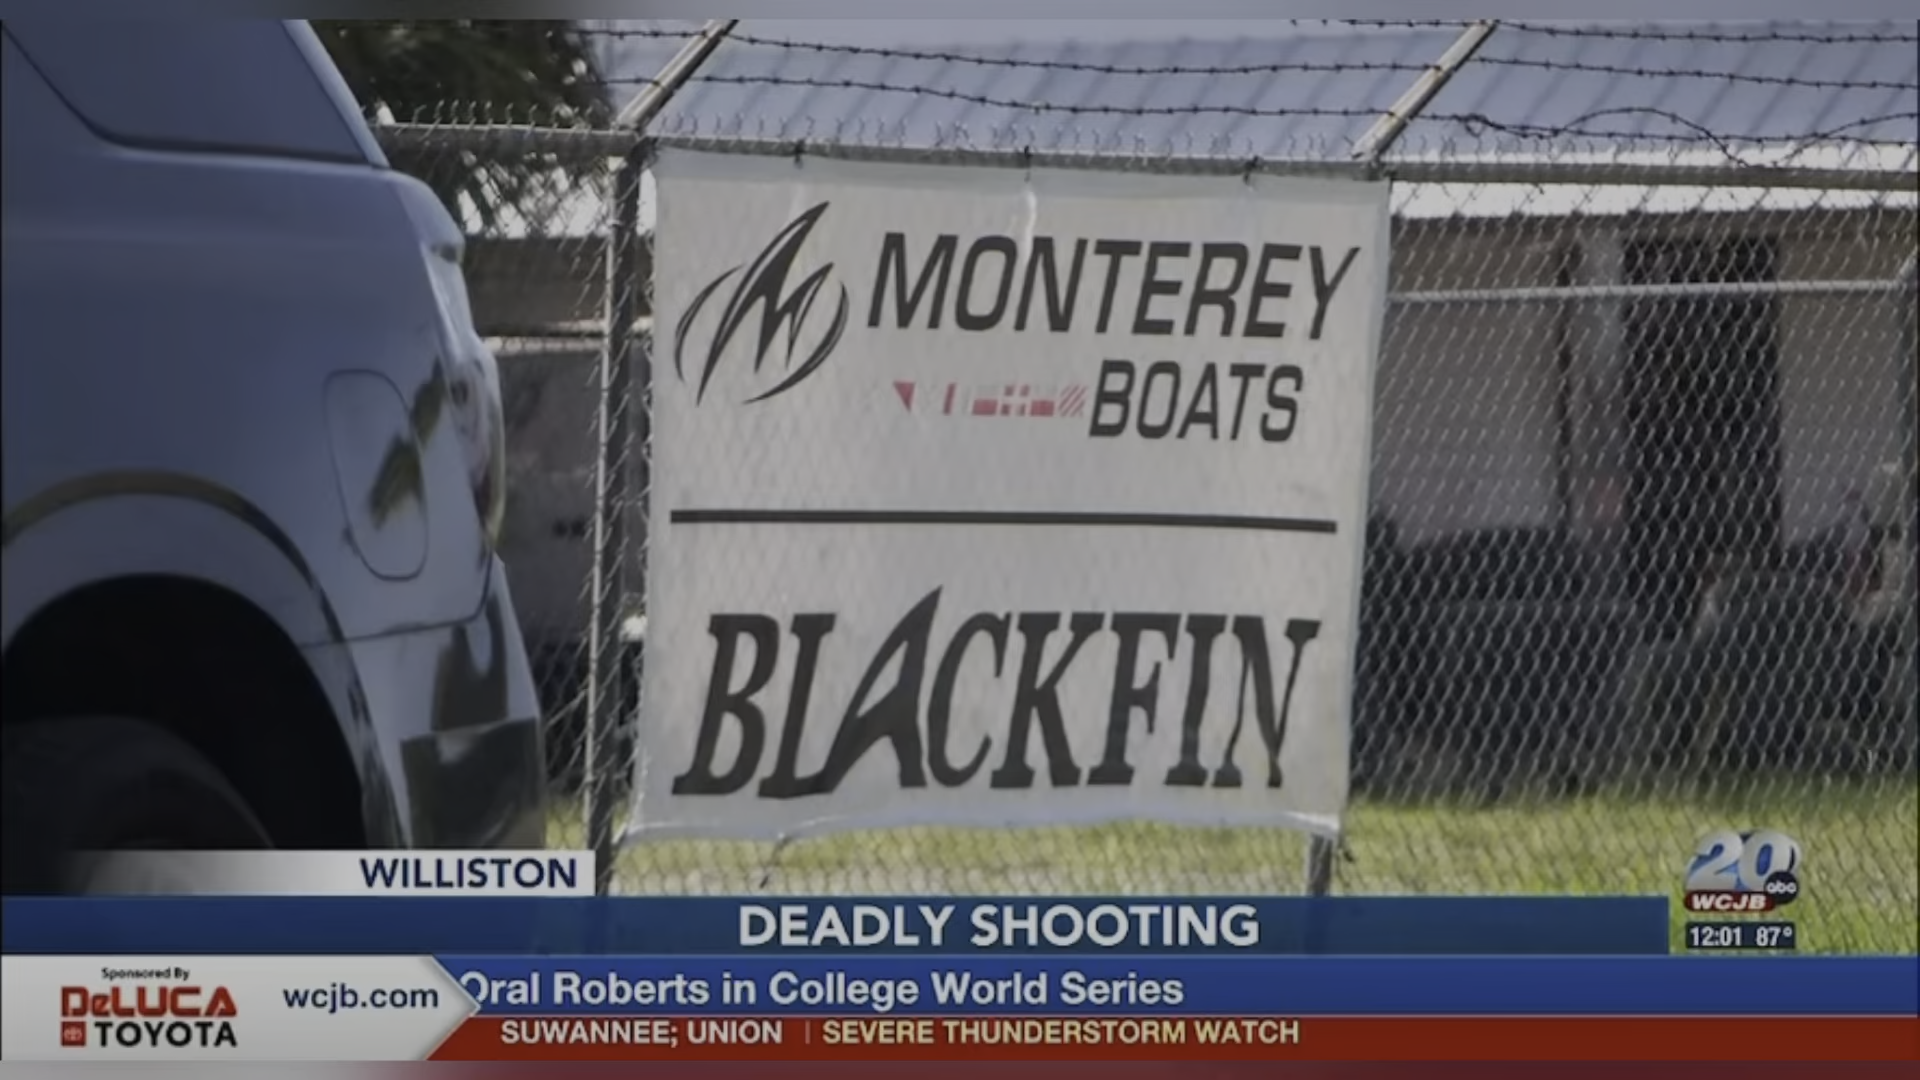 MONTEREY
BOATS
BLACKFIN
WILLISTON
DEADLY SHOOTING
20
abc
WCJB
12:01 87°
Sponsored By
DeLUCA
TOYOTA
wcjb.com
Oral Roberts in College World Series
SUWANNEE; UNION | SEVERE THUNDERSTORM WATCH